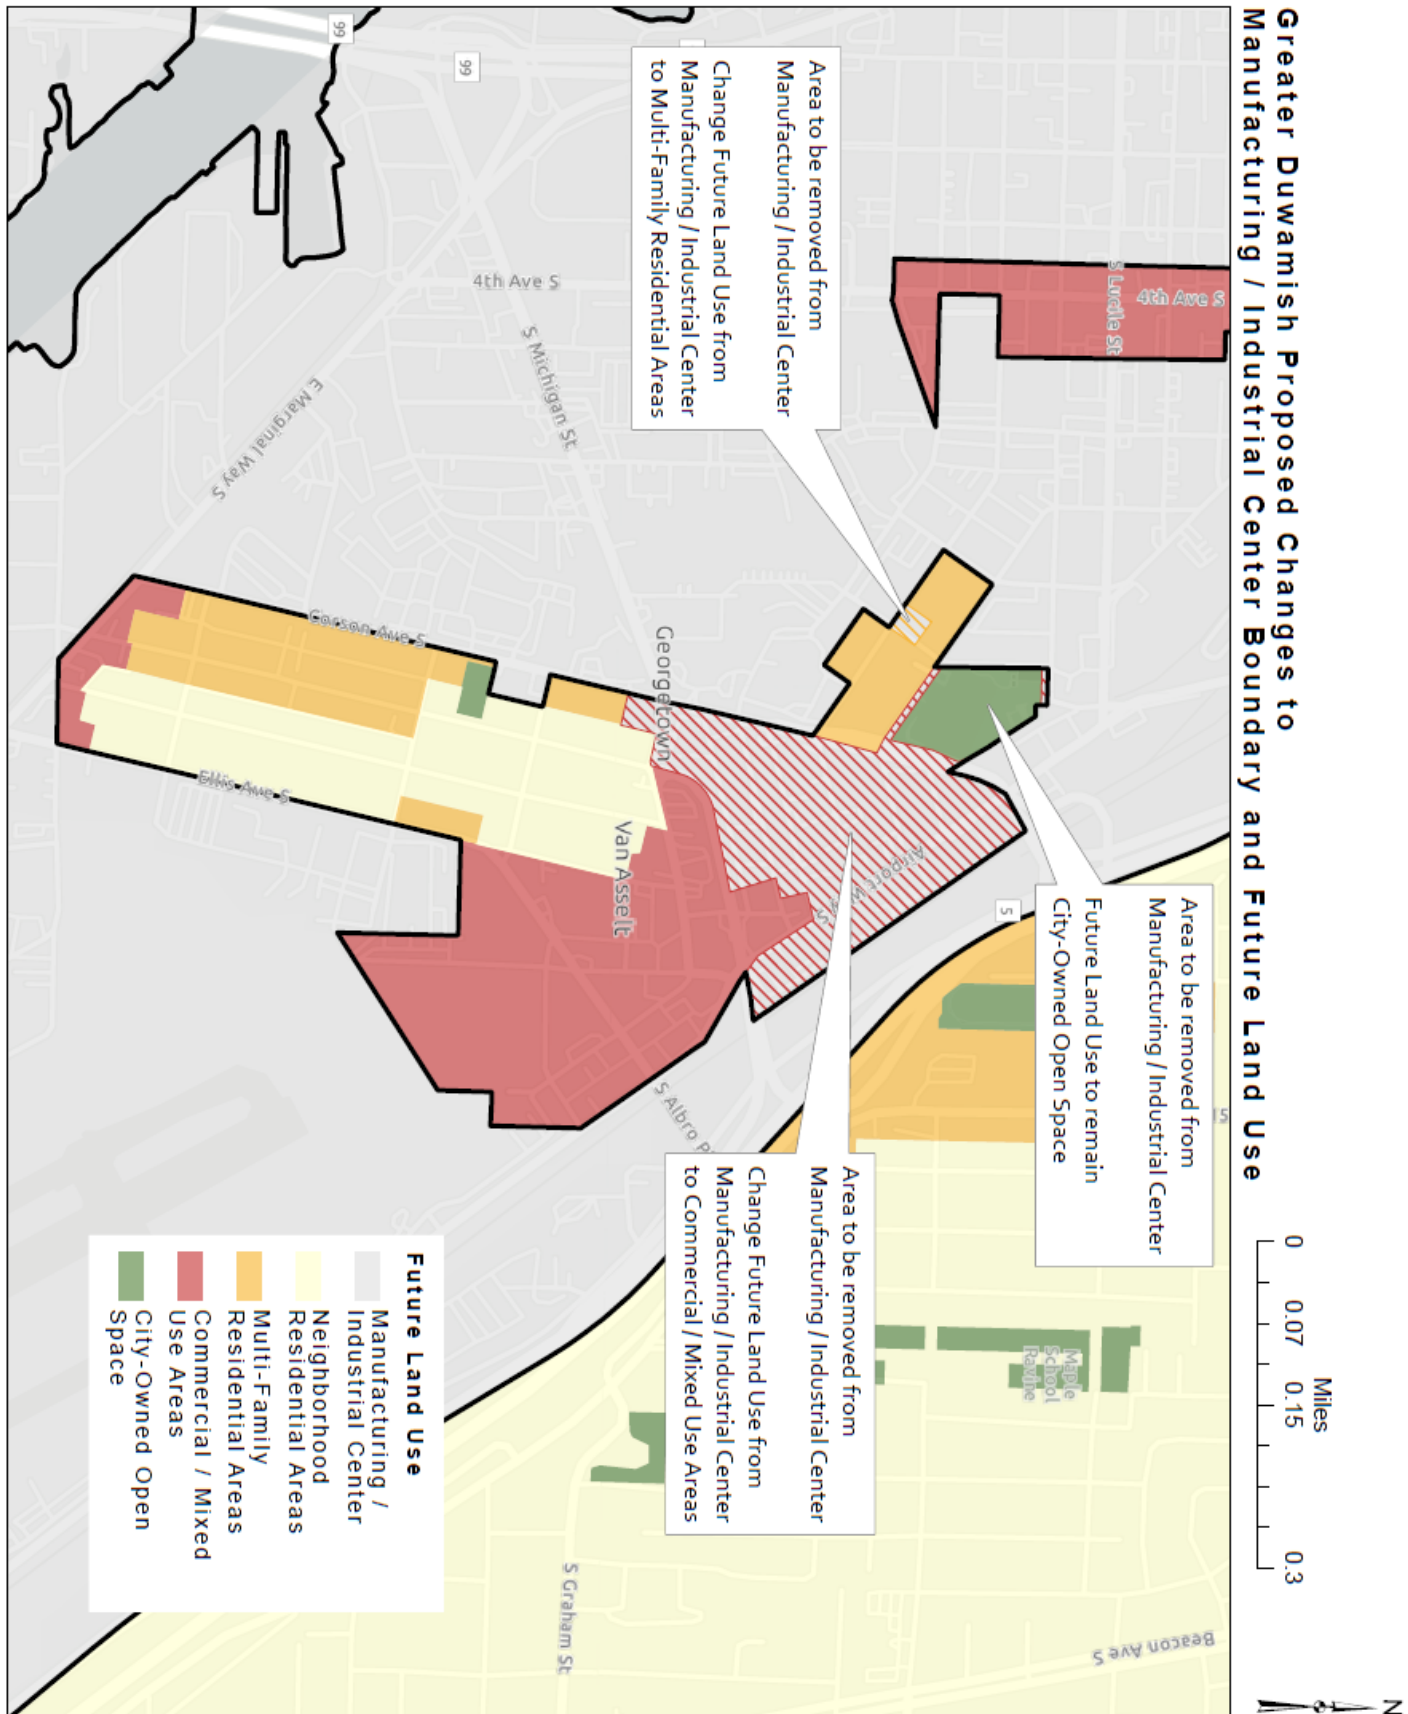 Greater Duwamish Proposed Changes to
Manufacturing / Industrial Center Boundary and Future Land Use
0 0.07 0.15 0.3
Miles
N
Area to be removed from
Manufacturing / Industrial Center
Change Future Land Use from
Manufacturing / Industrial Center
to Multi-Family Residential Areas
Area to be removed from
Manufacturing / Industrial Center
Future Land Use to remain
City-Owned Open Space
Area to be removed from
Manufacturing / Industrial Center
Change Future Land Use from
Manufacturing / Industrial Center
to Commercial / Mixed Use Areas
4th Ave S
S Lucile St
99
99
4th Ave S
S Michigan St
E Marginal Way S
Corson Ave S
Ellis Ave S
Georgetown
Van Asselt
Airport Way S
5
15
S Albro Pl
Maple
School
Ravine
S Graham St
Beacon Ave S
Future Land Use
Manufacturing /
Industrial Center
Neighborhood
Residential Areas
Multi-Family
Residential Areas
Commercial / Mixed
Use Areas
City-Owned Open
Space